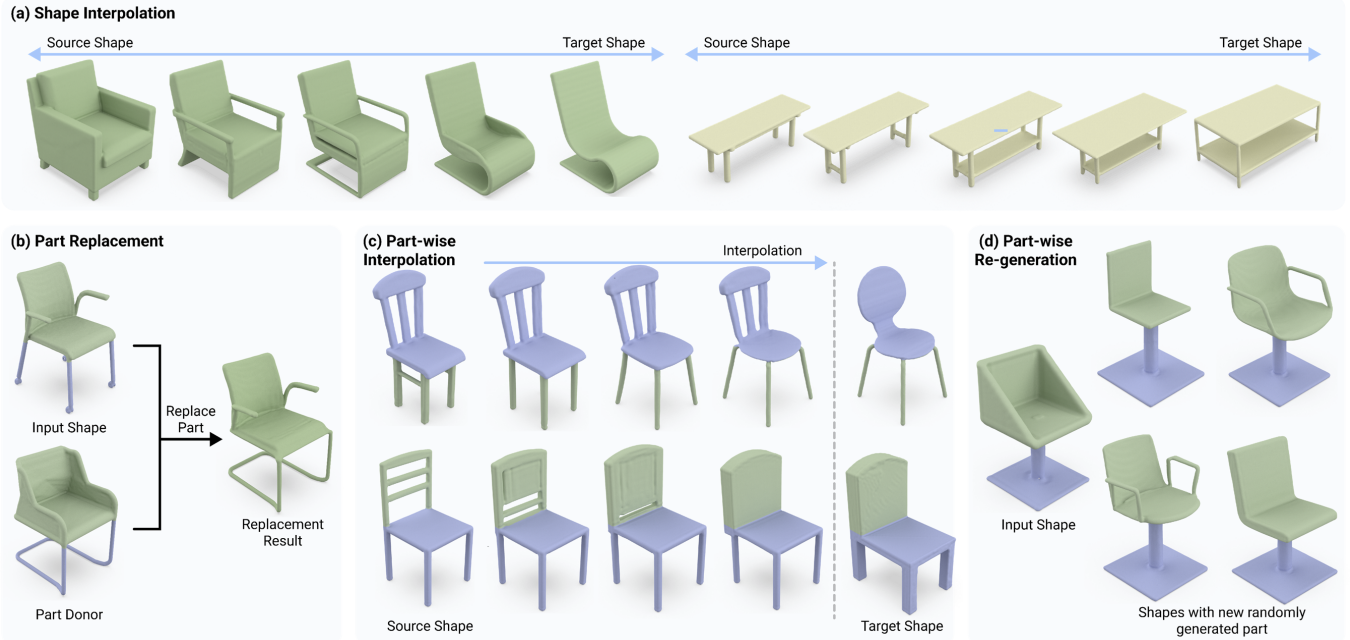 (a) Shape Interpolation
Source Shape
Target Shape
Source Shape
Target Shape
(b) Part Replacement
Input Shape
Replace
Part
Part Donor
Replacement
Result
(c) Part-wise
Interpolation
Interpolation
Source Shape
Target Shape
(d) Part-wise
Re-generation
Input Shape
Shapes with new randomly
generated part